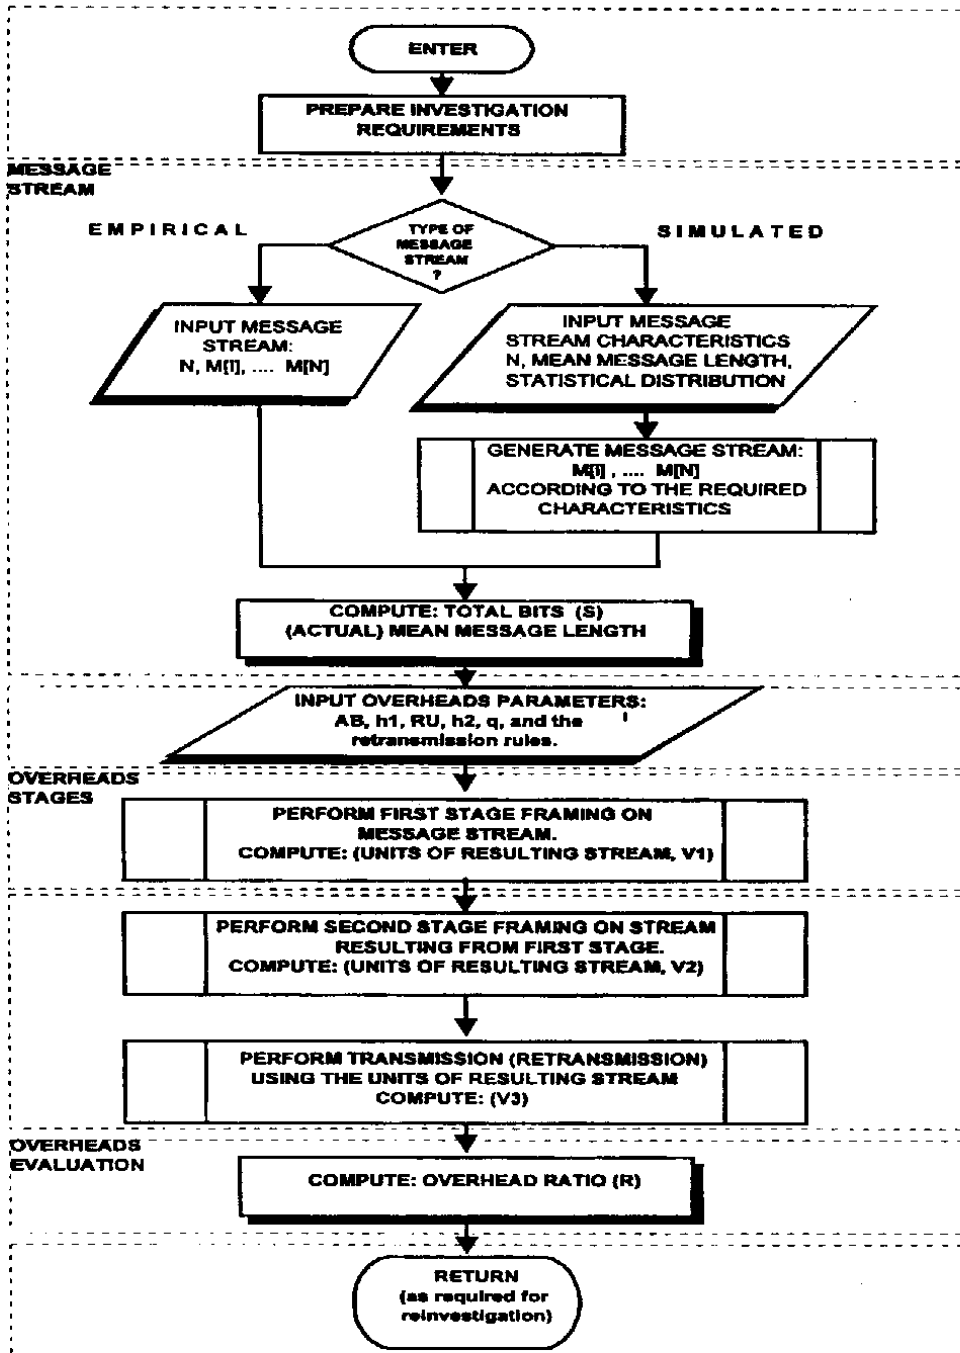 ENTER
PREPARE INVESTIGATION
REQUIREMENTS
MESSAGE
STREAM
EMPIRICAL
TYPE OF
MESSAGE
STREAM
?
SIMULATED
INPUT MESSAGE
STREAM:
N, M[I], .... M[N]
INPUT MESSAGE
STREAM CHARACTERISTICS
N, MEAN MESSAGE LENGTH,
STATISTICAL DISTRIBUTION
GENERATE MESSAGE STREAM:
M[I] , .... M[N]
ACCORDING TO THE REQUIRED
CHARACTERISTICS
COMPUTE: TOTAL BITS (S)
(ACTUAL) MEAN MESSAGE LENGTH
INPUT OVERHEADS PARAMETERS:
AB, h1, RU, h2, q, and the
retransmission rules.
OVERHEADS
STAGES
PERFORM FIRST STAGE FRAMING ON
MESSAGE STREAM.
COMPUTE: (UNITS OF RESULTING STREAM, V1)
PERFORM SECOND STAGE FRAMING ON STREAM
RESULTING FROM FIRST STAGE.
COMPUTE: (UNITS OF RESULTING STREAM, V2)
PERFORM TRANSMISSION (RETRANSMISSION)
USING THE UNITS OF RESULTING STREAM
COMPUTE: (V3)
OVERHEADS
EVALUATION
COMPUTE: OVERHEAD RATIO (R)
RETURN
(as required for
reinvestigation)